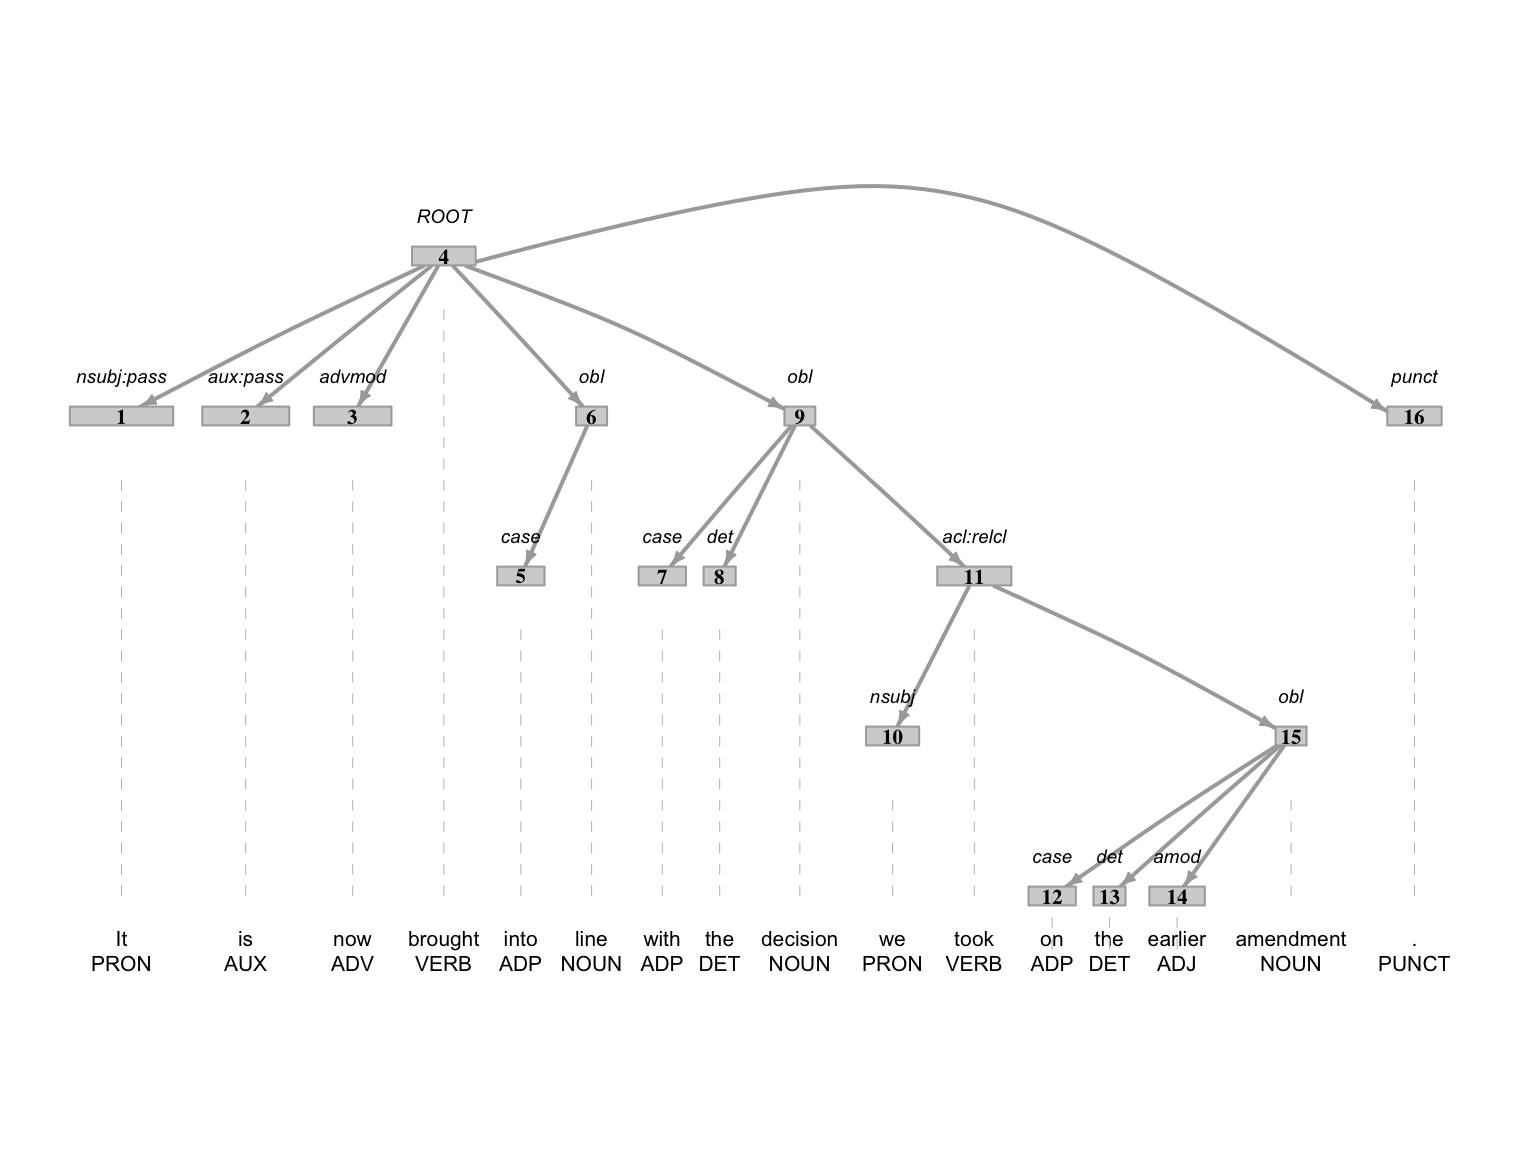 ROOT
4
nsubj:pass aux:pass advmod obl obl punct
1 2 3 6 9 16
case case det acl:relcl
5 7 8 11
nsubj obl
10 15
case det amod
12 13 14
It is now brought into line with the decision we took on the earlier amendment .
PRON AUX ADV VERB ADP NOUN ADP DET NOUN PRON VERB ADP DET ADJ NOUN PUNCT